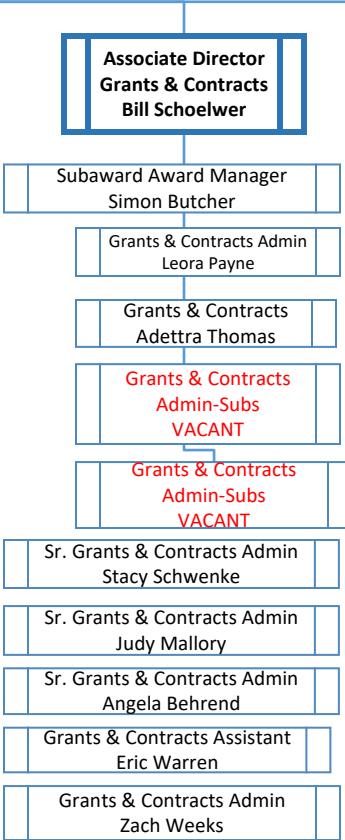 Associate Director
Grants & Contracts
Bill Schoelwer
Subaward Award Manager
Simon Butcher
Grants & Contracts Admin
Leora Payne
Grants & Contracts
Adettra Thomas
Grants & Contracts
Admin-Subs
VACANT
Grants & Contracts
Admin-Subs
VACANT
Sr. Grants & Contracts Admin
Stacy Schwenke
Sr. Grants & Contracts Admin
Judy Mallory
Sr. Grants & Contracts Admin
Angela Behrend
Grants & Contracts Assistant
Eric Warren
Grants & Contracts Admin
Zach Weeks